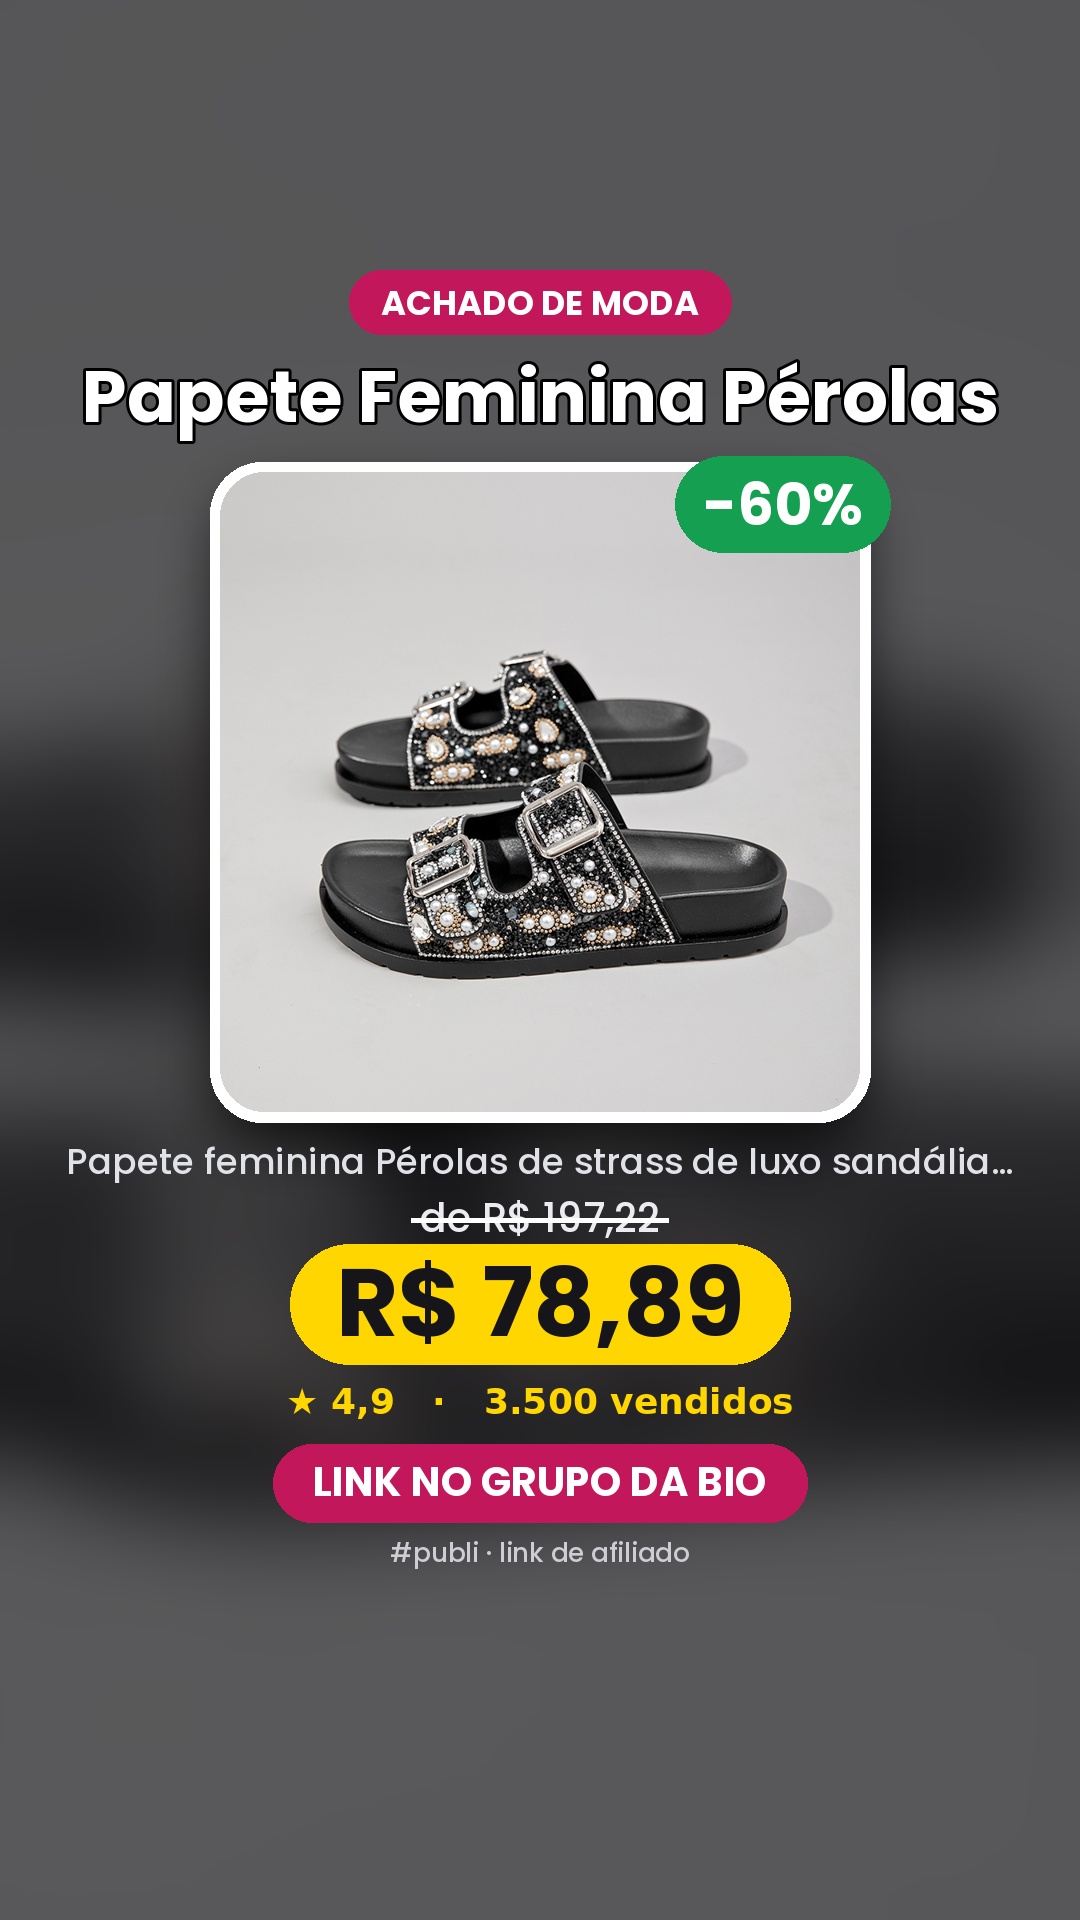 ACHADO DE MODA
Papete Feminina Pérolas
-60%
Papete feminina Pérolas de strass de luxo sandália...
de R$ 197,22
R$ 78,89
★ 4,9 · 3.500 vendidos
LINK NO GRUPO DA BIO
#publi · link de afiliado